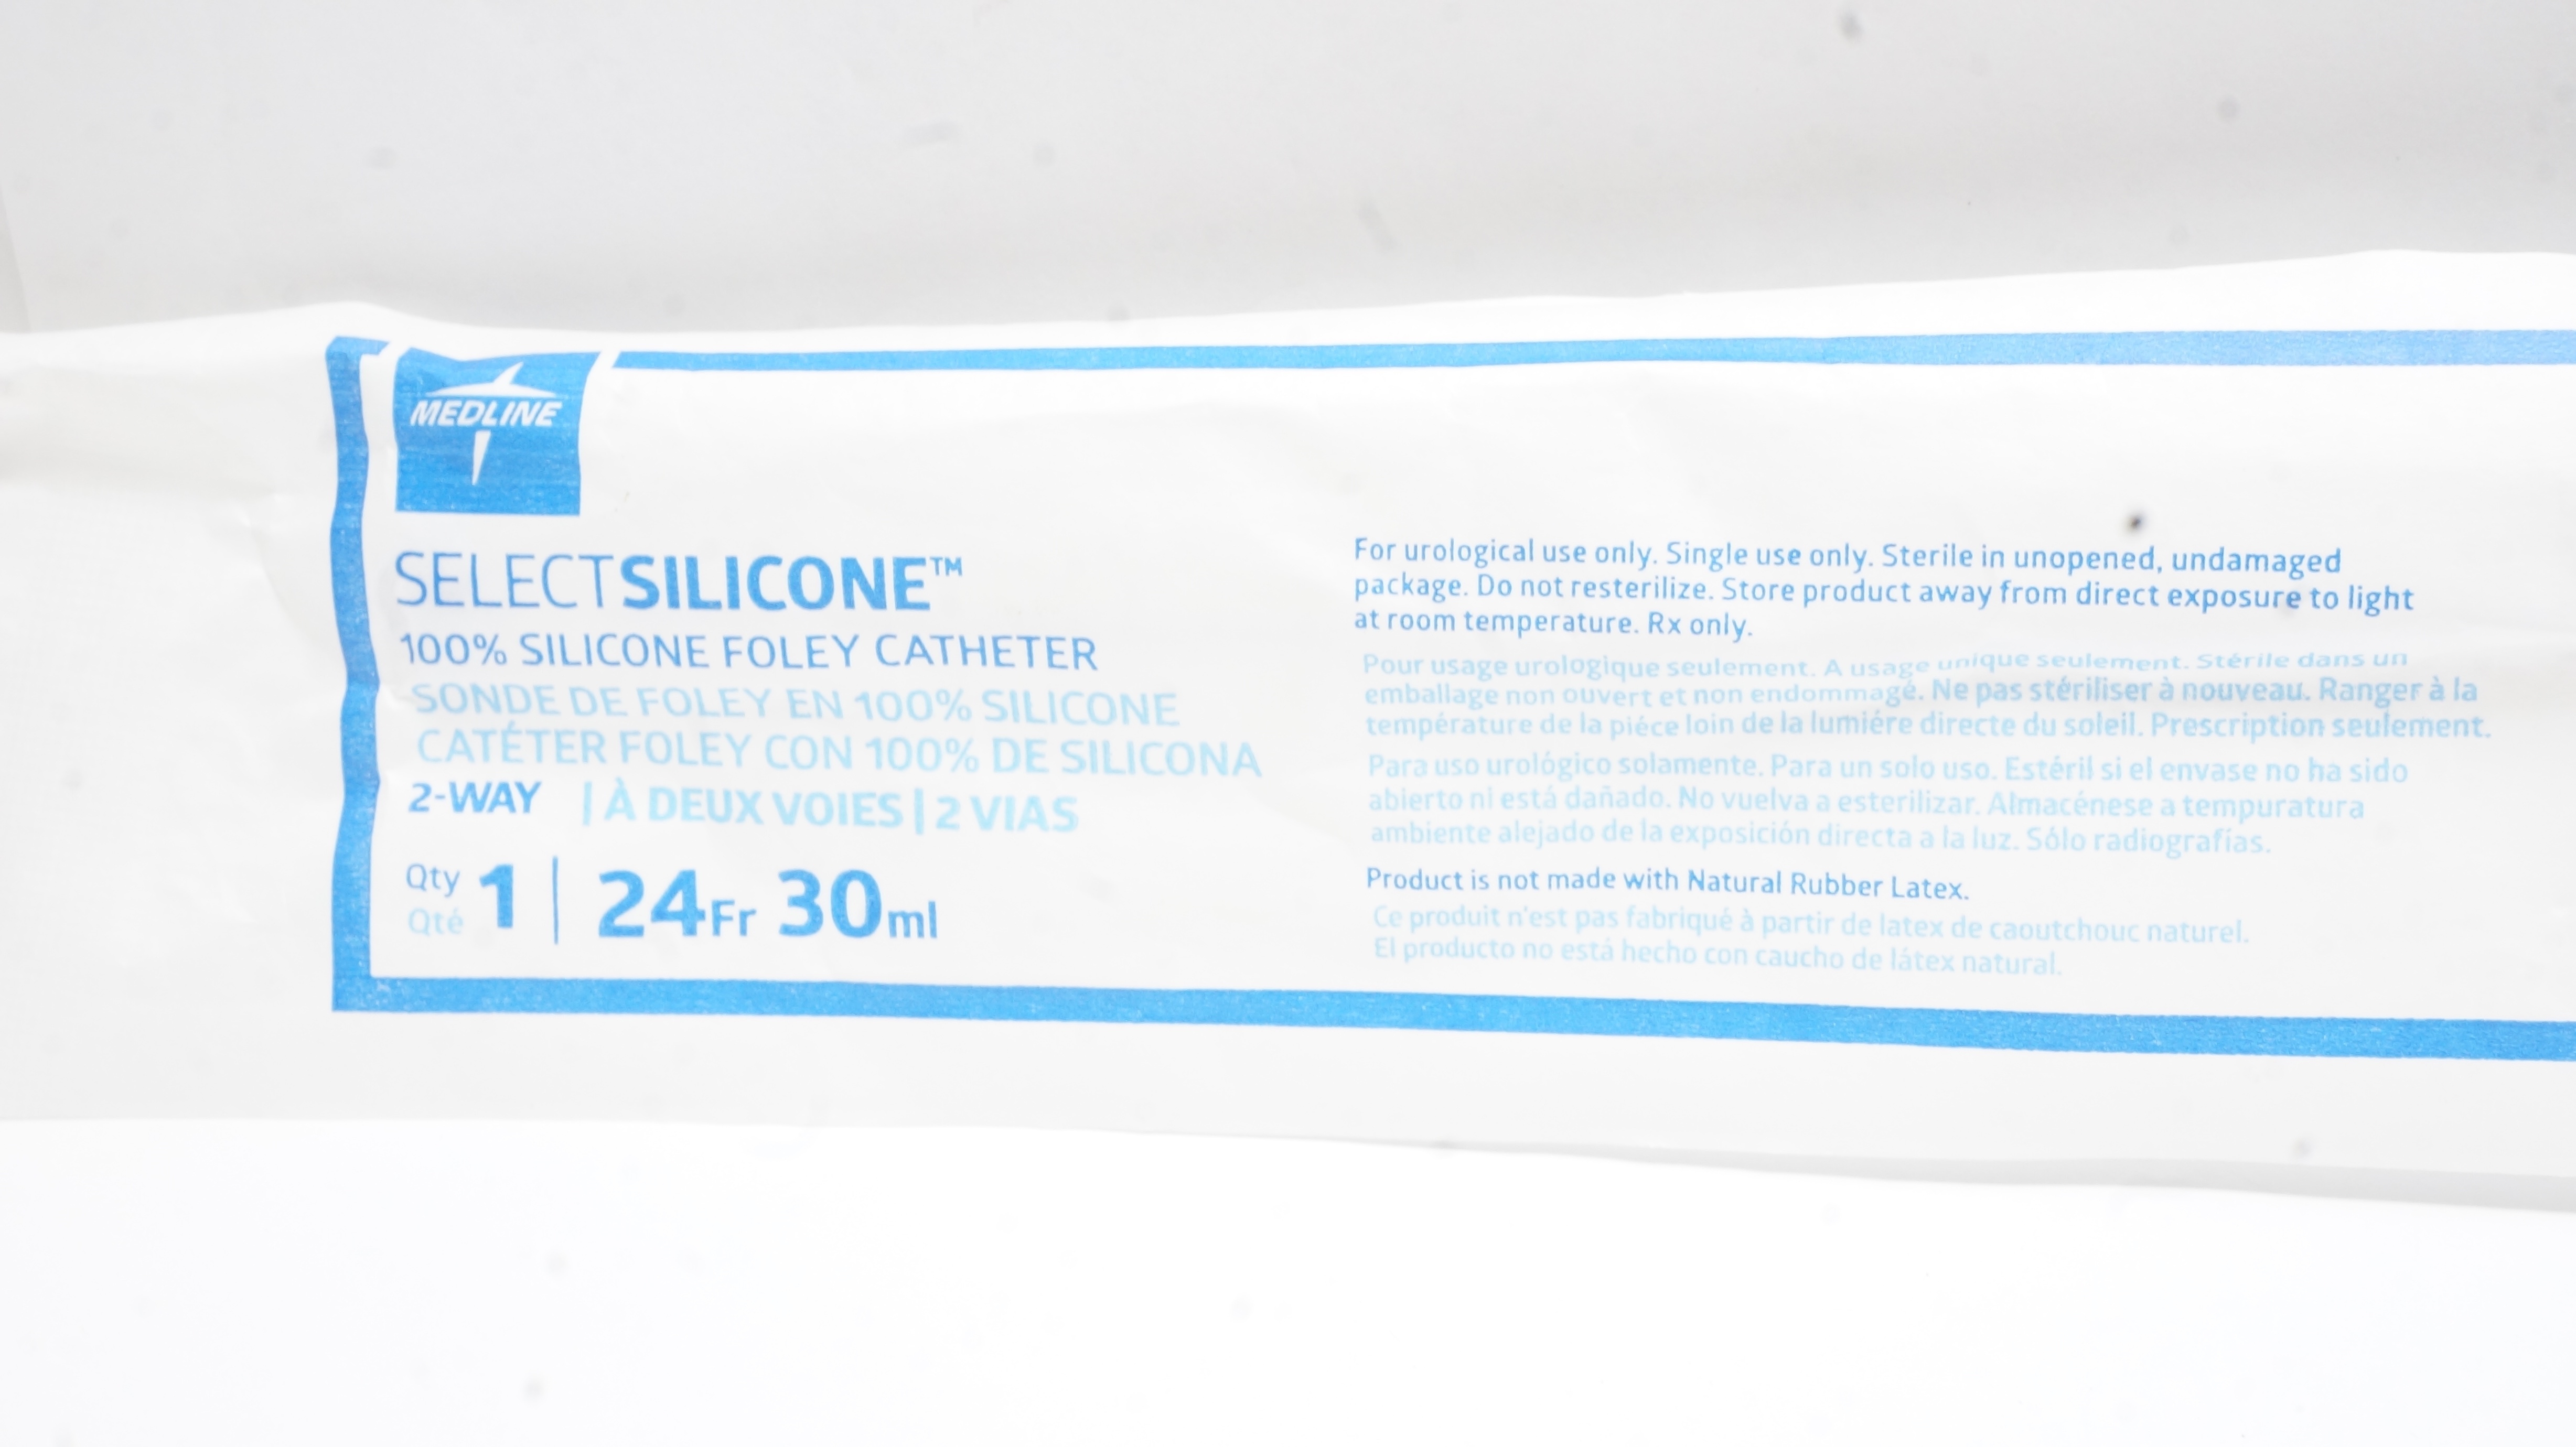 MEDLINE
SELECTSILICONE™
100% SILICONE FOLEY CATHETER
SONDE DE FOLEY EN 100% SILICONE
CATÉTER FOLEY CON 100% DE SILICONA
2-WAY | À DEUX VOIES | 2 VIAS
Qty 1 | 24Fr 30ml
Qté
For urological use only. Single use only. Sterile in unopened, undamaged
package. Do not resterilize. Store product away from direct exposure to light
at room temperature. Rx only.
Pour usage urologique seulement. A usage unique seulement. Stérile dans un
emballage non ouvert et non endommagé. Ne pas stériliser à nouveau. Ranger à la
température de la piéce loin de la lumiére directe du soleil. Prescription seulement.
Para uso urológico solamente. Para un solo uso. Estéril si el envase no ha sido
abierto ni está dañado. No vuelva a esterilizar. Almacénese a tempuratura
ambiente alejado de la exposición directa a la luz. Sólo radiografías.
Product is not made with Natural Rubber Latex.
Ce produit n'est pas fabriqué à partir de latex de caoutchouc naturel.
El producto no está hecho con caucho de látex natural.